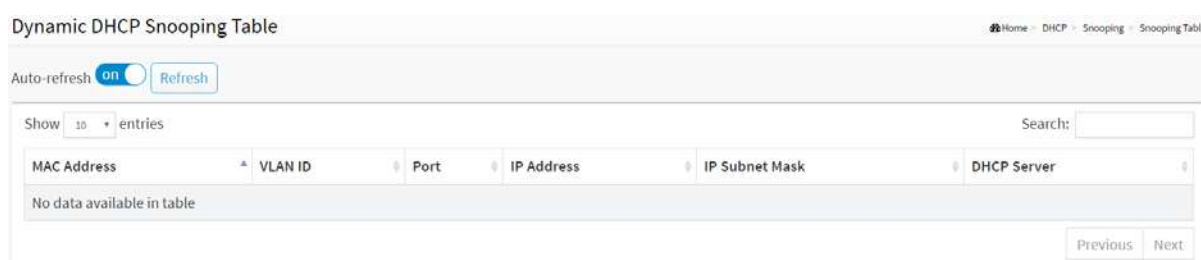 Dynamic DHCP Snooping Table
Home > DHCP > Snooping > Snooping Tabl
Auto-refresh on Refresh
Show 10 entries Search:
MAC Address VLAN ID Port IP Address IP Subnet Mask DHCP Server
No data available in table
Previous Next